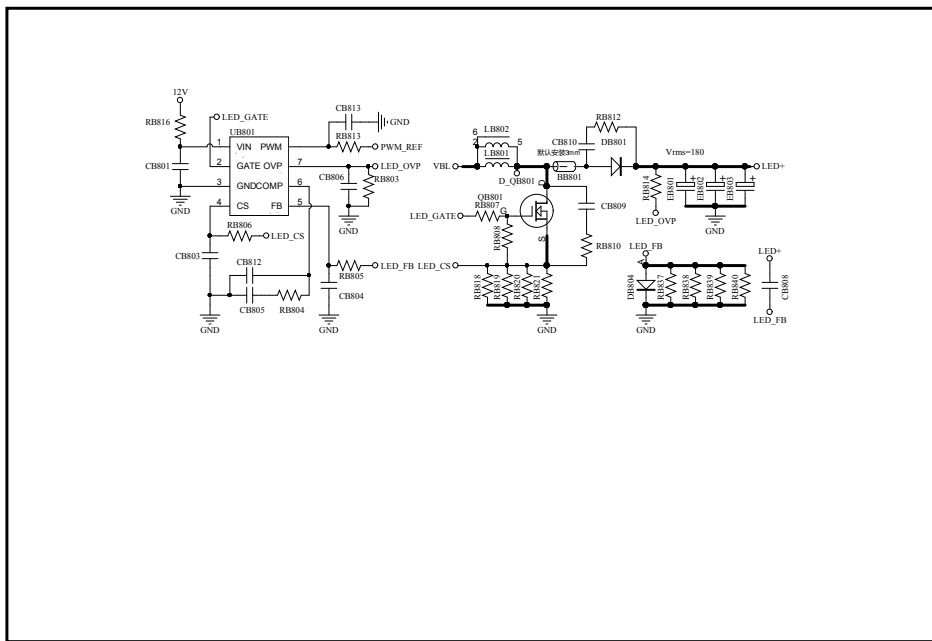 12V
LED_GATE
RB816
UB801
1
VIN
PWM
CB813
GND
RB813
PWM_REF
CB801
2
GATE
OVP
7
LED_OVP
3
GND
COMP
6
CB806
RB803
GND
4
CS
FB
5
GND
RB806
LED_CS
CB803
CB812
CB805
RB804
GND
RB805
LED_FB
CB804
GND
6
2
LB802
5
LB801
VBL
D_QB801
默认安装3mm
BB801
CB810
RB812
DB801
Vrms=180
LED+
RB814
LED_OVP
EB801
+
EB802
+
EB803
+
GND
QB801
D
G
S
LED_GATE
RB807
RB808
CB809
RB810
LED_CS
RB818
RB819
RB820
RB821
GND
LED_FB
A
DB804
RB817
RB838
RB839
RB840
GND
LED+
CB808
LED_FB